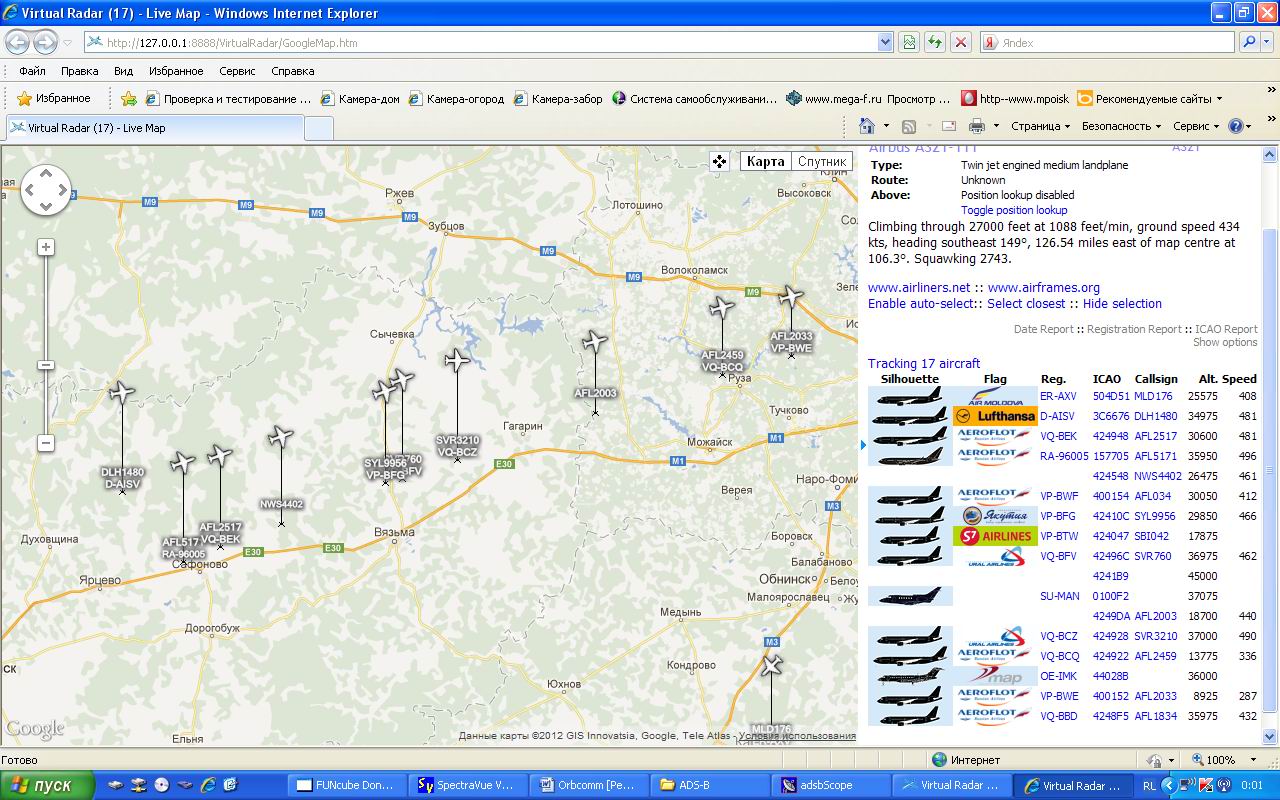 Virtual Radar (17) - Live Map - Windows Internet Explorer
http://127.0.0.1:8888/VirtualRadar/GoogleMap.htm
Яndex
Файл Правка Вид Избранное Сервис Справка
Избранное Проверка и тестирование ... Камера-дом Камера-огород Камера-забор Система самообслуживани... www.mega-f.ru Просмотр ... http--www.mpoisk Рекомендуемые сайты
Virtual Radar (17) - Live Map
Страница Безопасность Сервис
Карта Спутник
M9
M9
M9
M9
M9
M9
M9
Ржев
Зубцов
Лотошино
Клин
Высоковск
Волоколамск
Сычевка
AFL2033
VP-BWE
AFL2459
VQ-BCQ
Руза
AFL2003
Тучково
Гагарин
SVR3210
VQ-BCZ
Можайск
M1
M1
E30
SYL9956
VP-BFG
DLH1480
D-AISV
NWS4402
Верея
Наро-Фоми
M3
AFL2517
VQ-BEK
AFL517
RA-96005
Сафоново
Вязьма
E30
E30
Духовщина
Ярцево
Боровск
Балабаново
Обнинск
Малоярославец
Медынь
Дорогобуж
M3
Кондрово
Юхнов
MLD176
Ельня
СК
Google
Данные карты ©2012 GIS Innovatsia, Google, Tele Atlas - Условия использования
Airbus A321-111 A321
Type: Twin jet engined medium landplane
Route: Unknown
Above: Position lookup disabled
Toggle position lookup
Climbing through 27000 feet at 1088 feet/min, ground speed 434
kts, heading southeast 149°, 126.54 miles east of map centre at
106.3°. Squawking 2743.
www.airliners.net :: www.airframes.org
Enable auto-select:: Select closest :: Hide selection
Date Report :: Registration Report :: ICAO Report
Show options
Tracking 17 aircraft
Silhouette Flag Reg. ICAO Callsign Alt. Speed
AIR MOLDOVA ER-AXV 504D51 MLD176 25575 408
Lufthansa D-AISV 3C6676 DLH1480 34975 481
AEROFLOT VQ-BEK 424948 AFL2517 30600 481
AEROFLOT RA-96005 157705 AFL5171 35950 496
424548 NWS4402 26475 461
AEROFLOT VP-BWF 400154 AFL034 30050 412
Якутия VP-BFG 42410C SYL9956 29850 466
S7 AIRLINES VP-BTW 424047 SBI042 17875
URAL AIRLINES VQ-BFV 42496C SVR760 36975 462
4241B9 45000
SU-MAN 0100F2 37075
4249DA AFL2003 18700 440
URAL AIRLINES VQ-BCZ 424928 SVR3210 37000 490
AEROFLOT VQ-BCQ 424922 AFL2459 13775 336
map OE-IMK 44028B 36000
AEROFLOT VP-BWE 400152 AFL2033 8925 287
AEROFLOT VQ-BBD 4248F5 AFL1834 35975 432
Готово Интернет 100%
пуск FUNcube Don... SpectraVue V... Orbcomm [Pe... ADS-B adsbScope Virtual Radar ... Virtual Radar ... RL 0:01